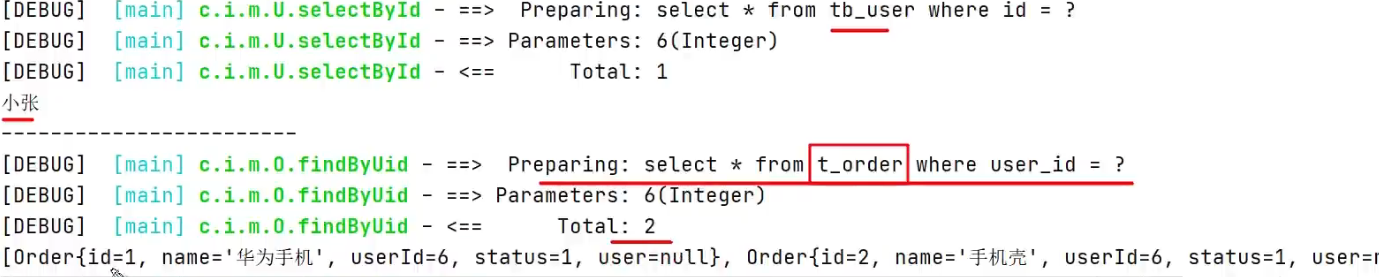 [DEBUG]  [main] c.i.m.U.selectById - ==>  Preparing: select * from tb_user where id = ?
[DEBUG]  [main] c.i.m.U.selectById - ==> Parameters: 6(Integer)
[DEBUG]  [main] c.i.m.U.selectById - <==      Total: 1
小张
------------------------
[DEBUG]  [main] c.i.m.O.findByUid - ==>  Preparing: select * from t_order where user_id = ?
[DEBUG]  [main] c.i.m.O.findByUid - ==> Parameters: 6(Integer)
[DEBUG]  [main] c.i.m.O.findByUid - <==      Total: 2
[Order{id=1, name='华为手机', userId=6, status=1, user=null}, Order{id=2, name='手机壳', userId=6, status=1, user=n